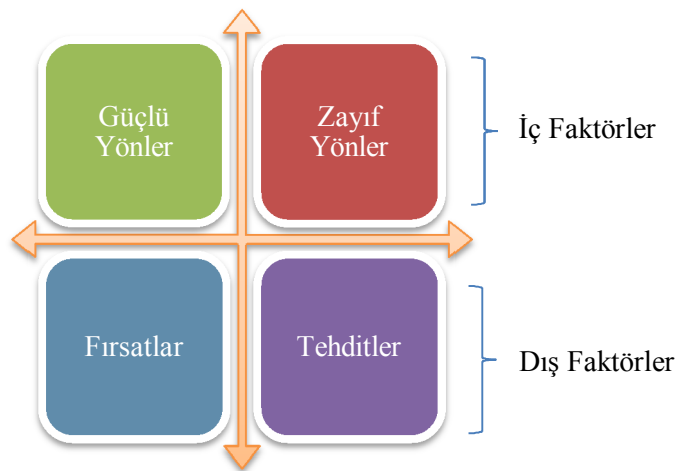 Güçlü
Yönler
Zayıf
Yönler
İç Faktörler
Fırsatlar
Tehditler
Dış Faktörler